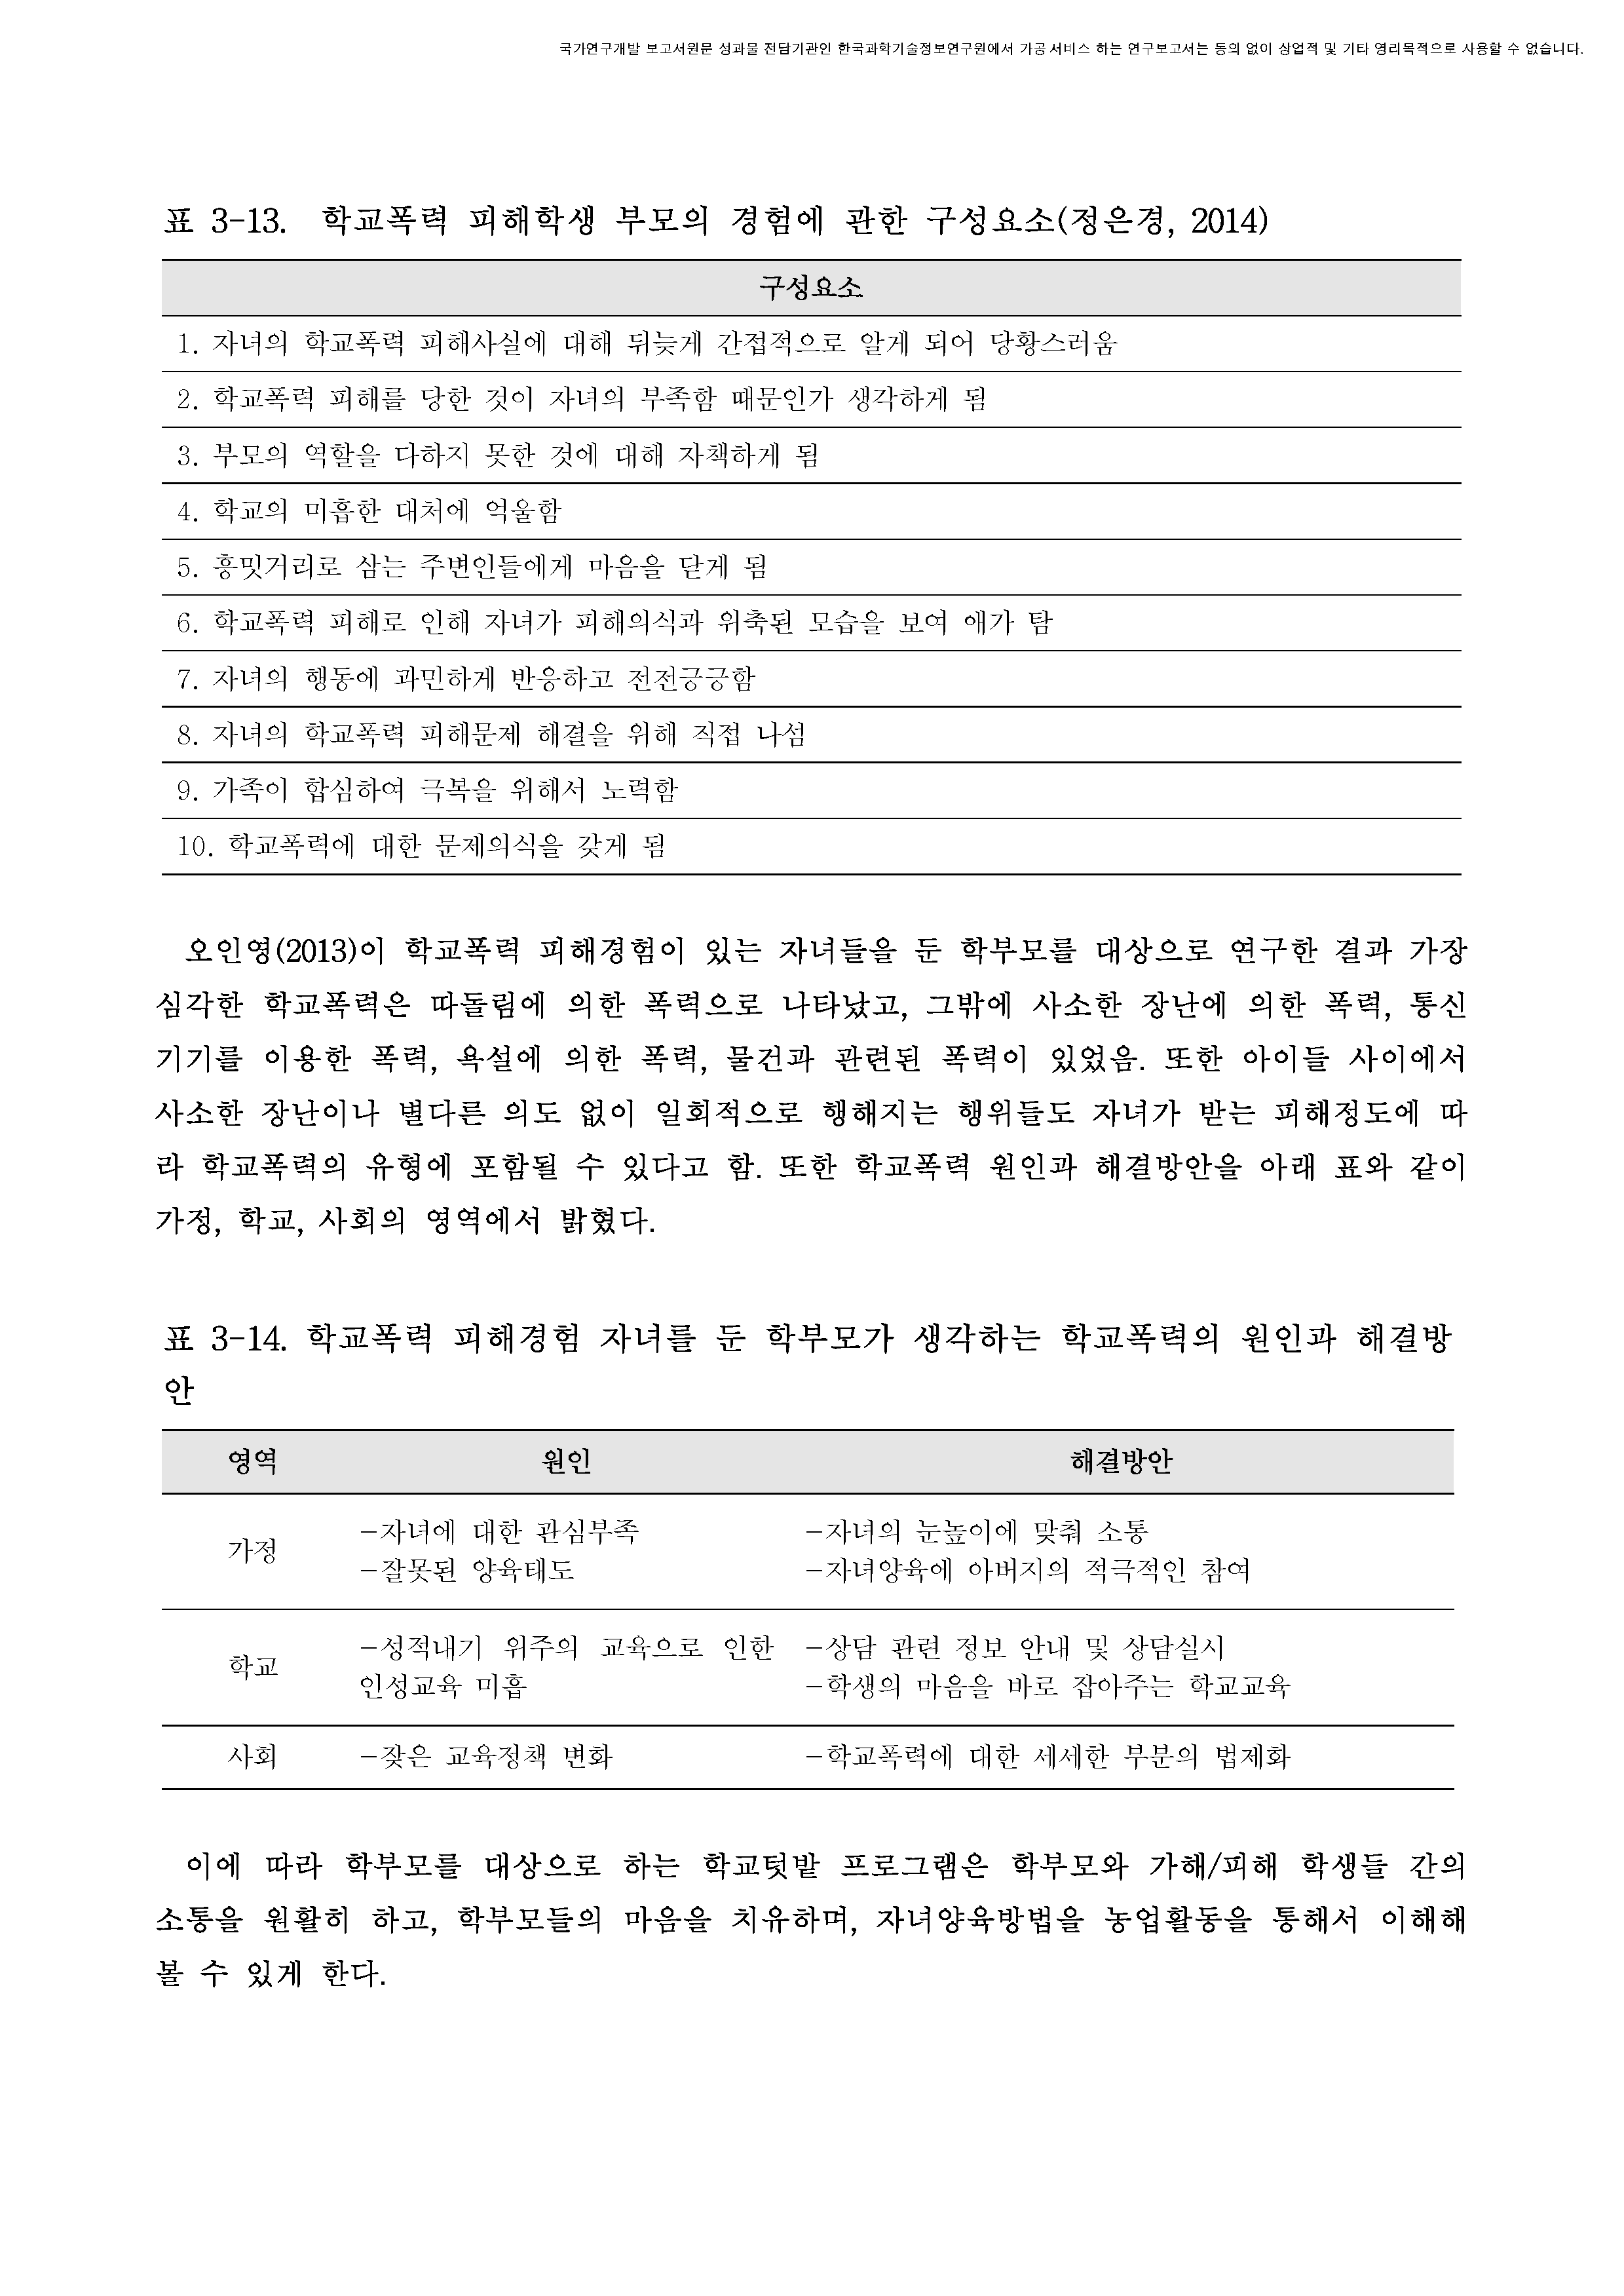 국가연구개발 보고서원문 성과물 전담기관인 한국과학기술정보연구원에서 가공·서비스 하는 연구보고서는 동의 없이 상업적 및 기타 영리목적으로 사용할 수 없습니다.
표 3-13. 학교폭력 피해학생 부모의 경험에 관한 구성요소(정은경, 2014)
구성요소
1. 자녀의 학교폭력 피해사실에 대해 뒤늦게 간접적으로 알게 되어 당황스러움
2. 학교폭력 피해를 당한 것이 자녀의 부족함 때문인가 생각하게 됨
3. 부모의 역할을 다하지 못한 것에 대해 자책하게 됨
4. 학교의 미흡한 대처에 억울함
5. 흥밋거리로 삼는 주변인들에게 마음을 닫게 됨
6. 학교폭력 피해로 인해 자녀가 피해의식과 위축된 모습을 보여 애가 탐
7. 자녀의 행동에 과민하게 반응하고 전전긍긍함
8. 자녀의 학교폭력 피해문제 해결을 위해 직접 나섬
9. 가족이 합심하여 극복을 위해서 노력함
10. 학교폭력에 대한 문제의식을 갖게 됨
오인영(2013)이 학교폭력 피해경험이 있는 자녀들을 둔 학부모를 대상으로 연구한 결과 가장
심각한 학교폭력은 따돌림에 의한 폭력으로 나타났고, 그밖에 사소한 장난에 의한 폭력, 통신
기기를 이용한 폭력, 욕설에 의한 폭력, 물건과 관련된 폭력이 있었음. 또한 아이들 사이에서
사소한 장난이나 별다른 의도 없이 일회적으로 행해지는 행위들도 자녀가 받는 피해정도에 따
라 학교폭력의 유형에 포함될 수 있다고 함. 또한 학교폭력 원인과 해결방안을 아래 표와 같이
가정, 학교, 사회의 영역에서 밝혔다.
표 3-14. 학교폭력 피해경험 자녀를 둔 학부모가 생각하는 학교폭력의 원인과 해결방
안
영역 원인 해결방안
가정 -자녀에 대한 관심부족 -자녀의 눈높이에 맞춰 소통
-잘못된 양육태도 -자녀양육에 아버지의 적극적인 참여
학교 -성적내기 위주의 교육으로 인한 -상담 관련 정보 안내 및 상담실시
인성교육 미흡 -학생의 마음을 바로 잡아주는 학교교육
사회 -잦은 교육정책 변화 -학교폭력에 대한 세세한 부분의 법제화
이에 따라 학부모를 대상으로 하는 학교텃밭 프로그램은 학부모와 가해/피해 학생들 간의
소통을 원활히 하고, 학부모들의 마음을 치유하며, 자녀양육방법을 농업활동을 통해서 이해해
볼 수 있게 한다.